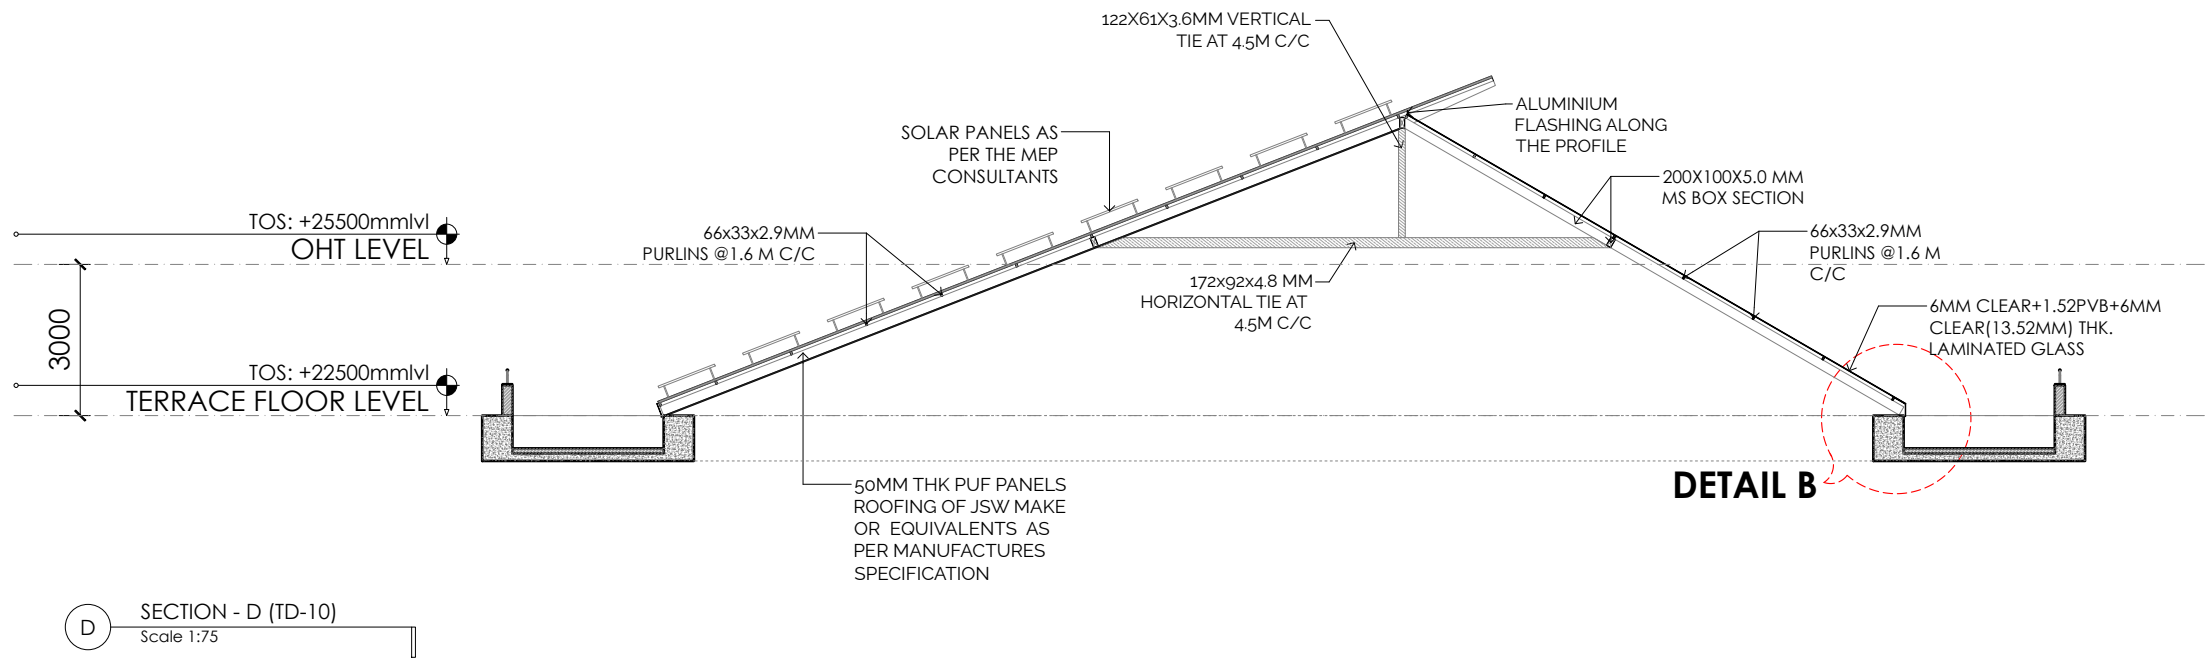 122X61X3.6MM VERTICAL
TIE AT 4.5M C/C
SOLAR PANELS AS
PER THE MEP
CONSULTANTS
ALUMINIUM
FLASHING ALONG
THE PROFILE
200X100X5.0 MM
MS BOX SECTION
TOS: +25500mmlvl
OHT LEVEL
66x33x2.9MM
PURLINS @1.6 M C/C
66x33x2.9MM
PURLINS @1.6 M
C/C
172x92x4.8 MM
HORIZONTAL TIE AT
4.5M C/C
6MM CLEAR+1.52PVB+6MM
CLEAR(13.52MM) THK.
LAMINATED GLASS
3000
TOS: +22500mmlvl
TERRACE FLOOR LEVEL
DETAIL B
50MM THK PUF PANELS
ROOFING OF JSW MAKE
OR EQUIVALENTS AS
PER MANUFACTURES
SPECIFICATION
D
SECTION - D (TD-10)
Scale 1:75